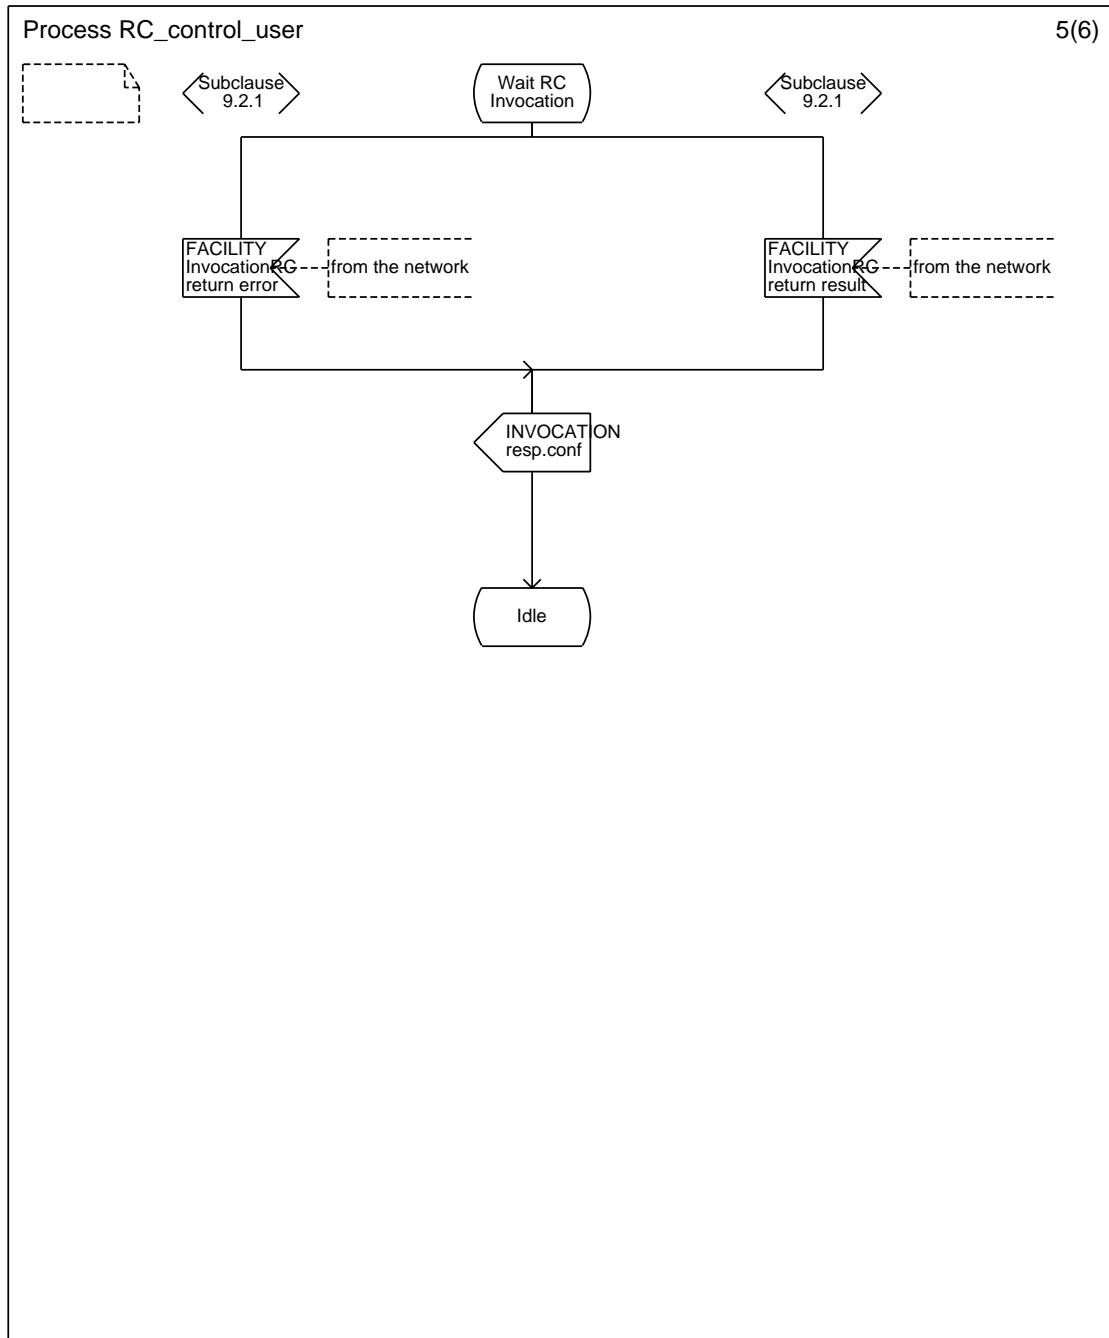 Process RC_control_user
5(6)
Subclause
9.2.1
Wait RC
Invocation
Subclause
9.2.1
FACILITY
InvocationRC
return error
from the network
FACILITY
InvocationRC
return result
from the network
INVOCATION
resp.conf
Idle